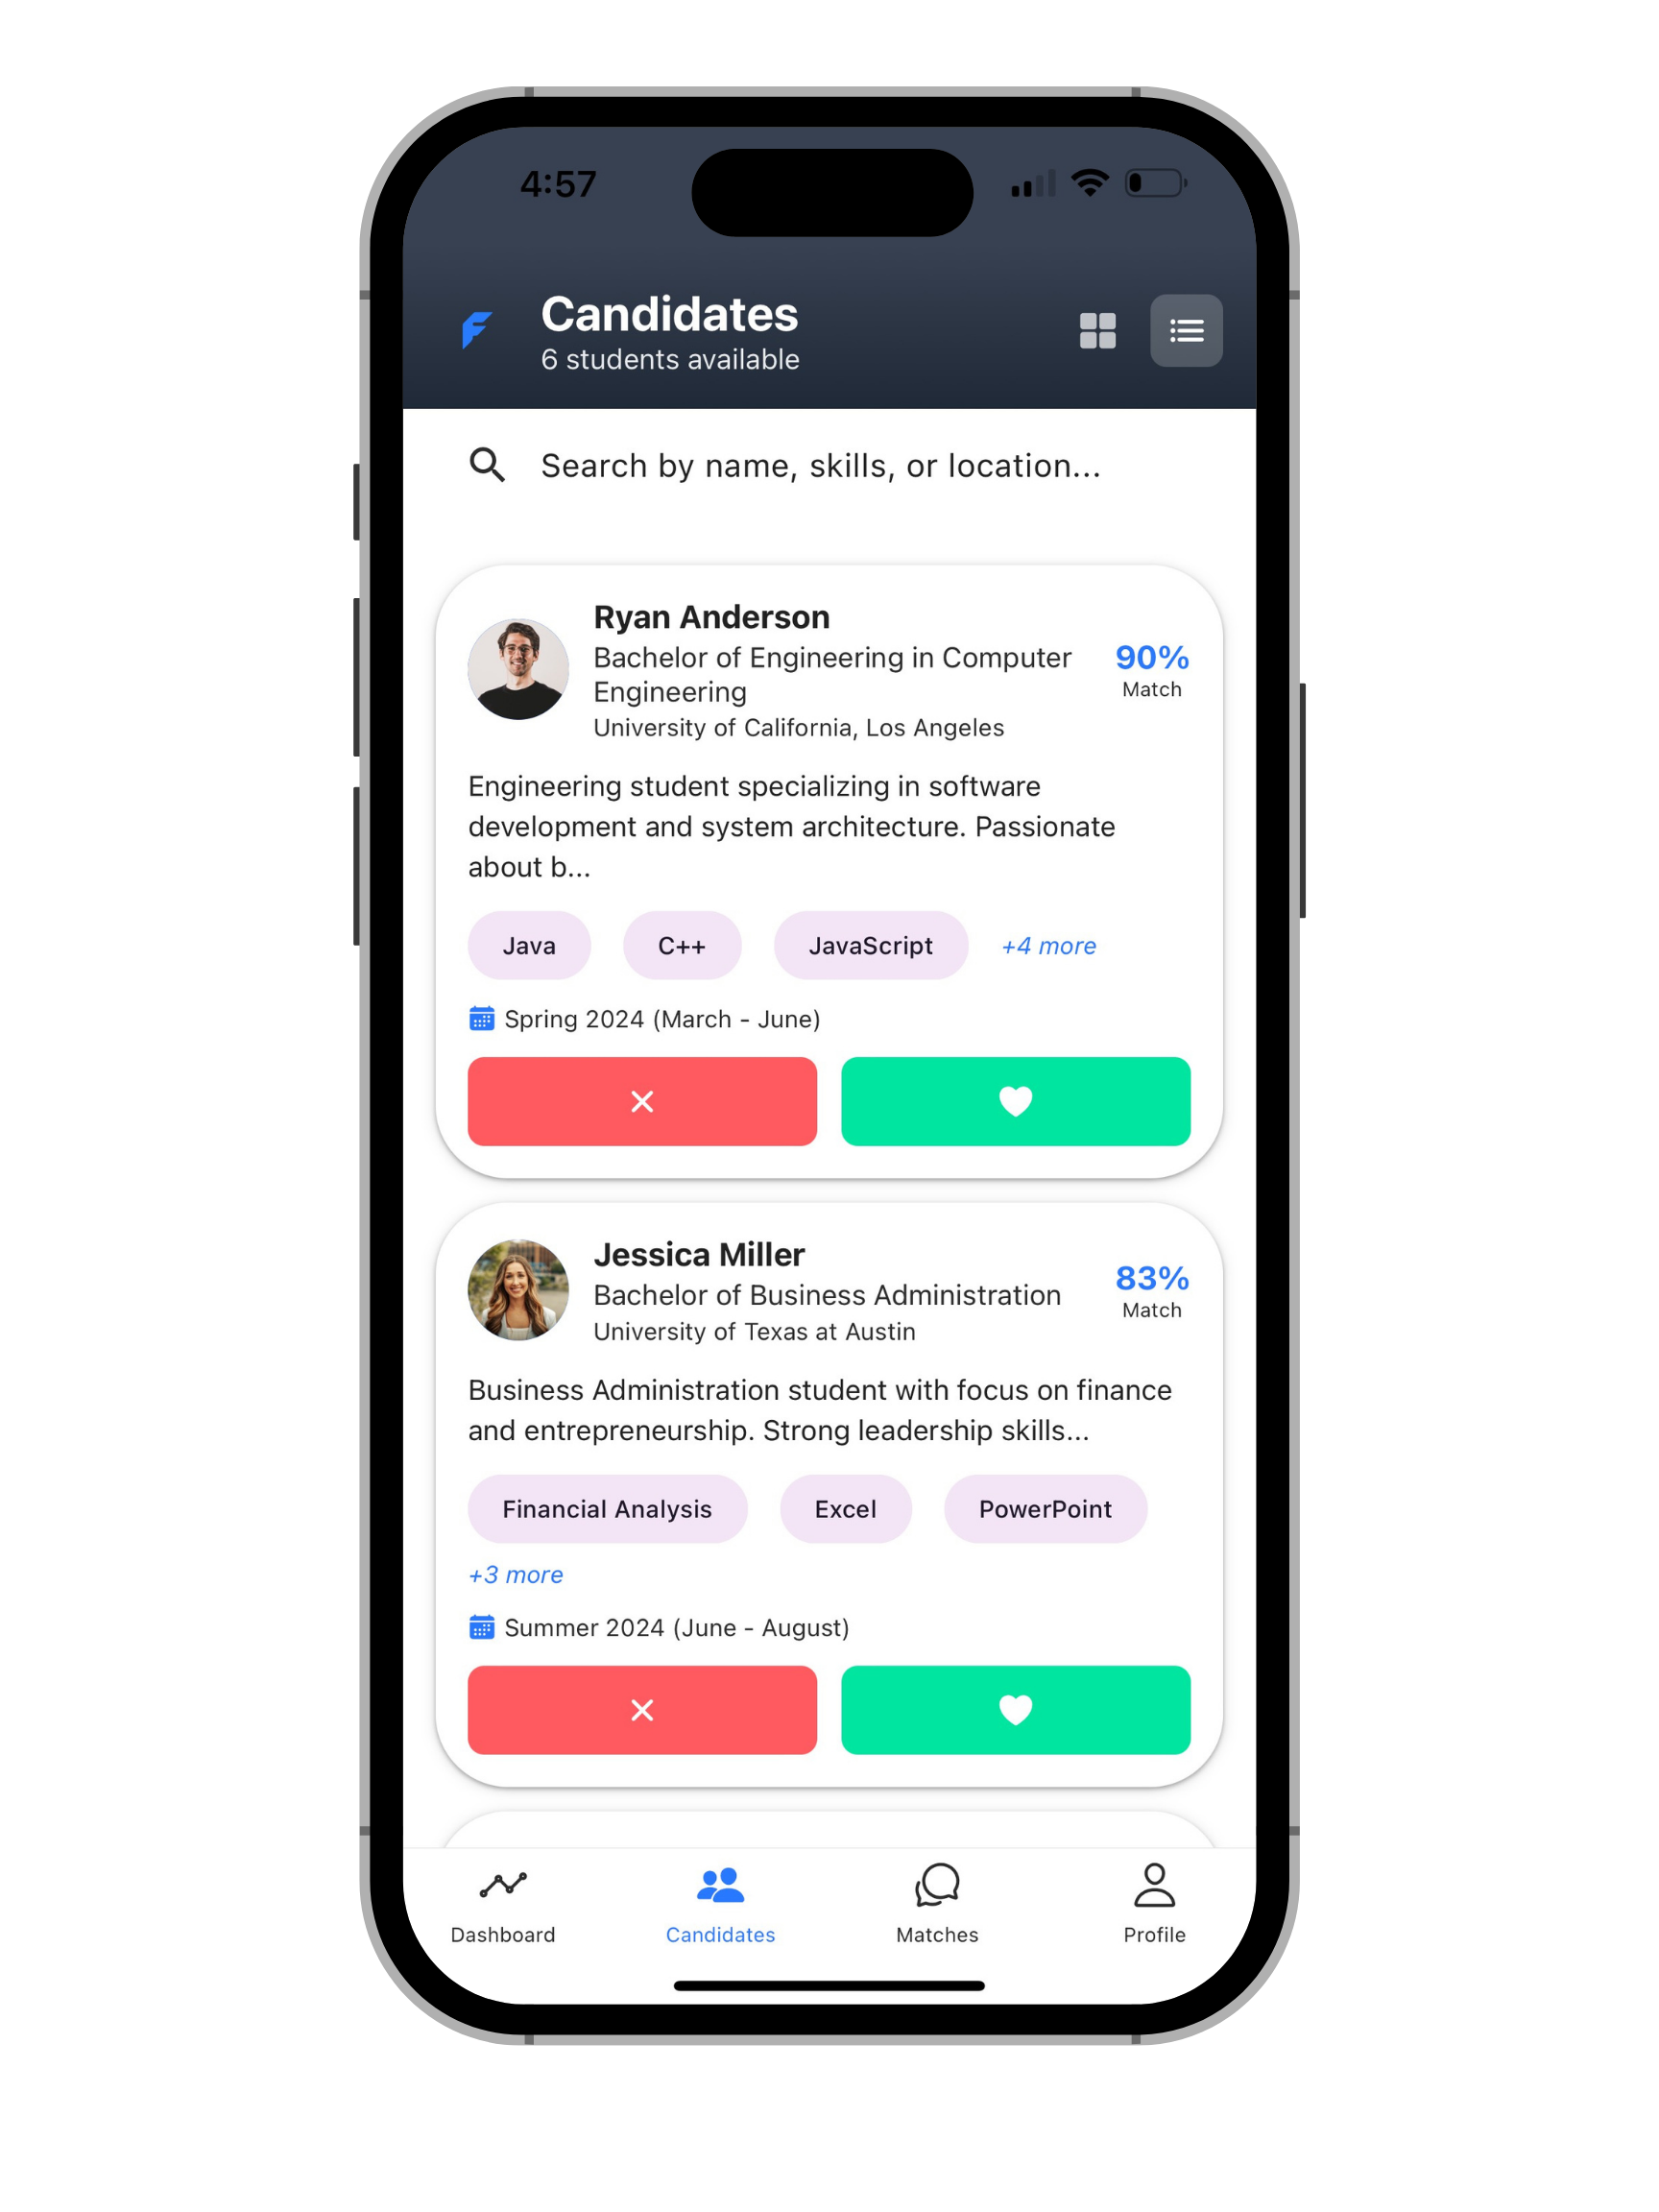 4:57
Candidates
6 students available
Search by name, skills, or location...
Ryan Anderson
Bachelor of Engineering in Computer
Engineering
University of California, Los Angeles
90%
Match
Engineering student specializing in software
development and system architecture. Passionate
about b...
Java C++ JavaScript +4 more
Spring 2024 (March - June)
Jessica Miller
Bachelor of Business Administration
University of Texas at Austin
83%
Match
Business Administration student with focus on finance
and entrepreneurship. Strong leadership skills...
Financial Analysis Excel PowerPoint
+3 more
Summer 2024 (June - August)
Dashboard Candidates Matches Profile